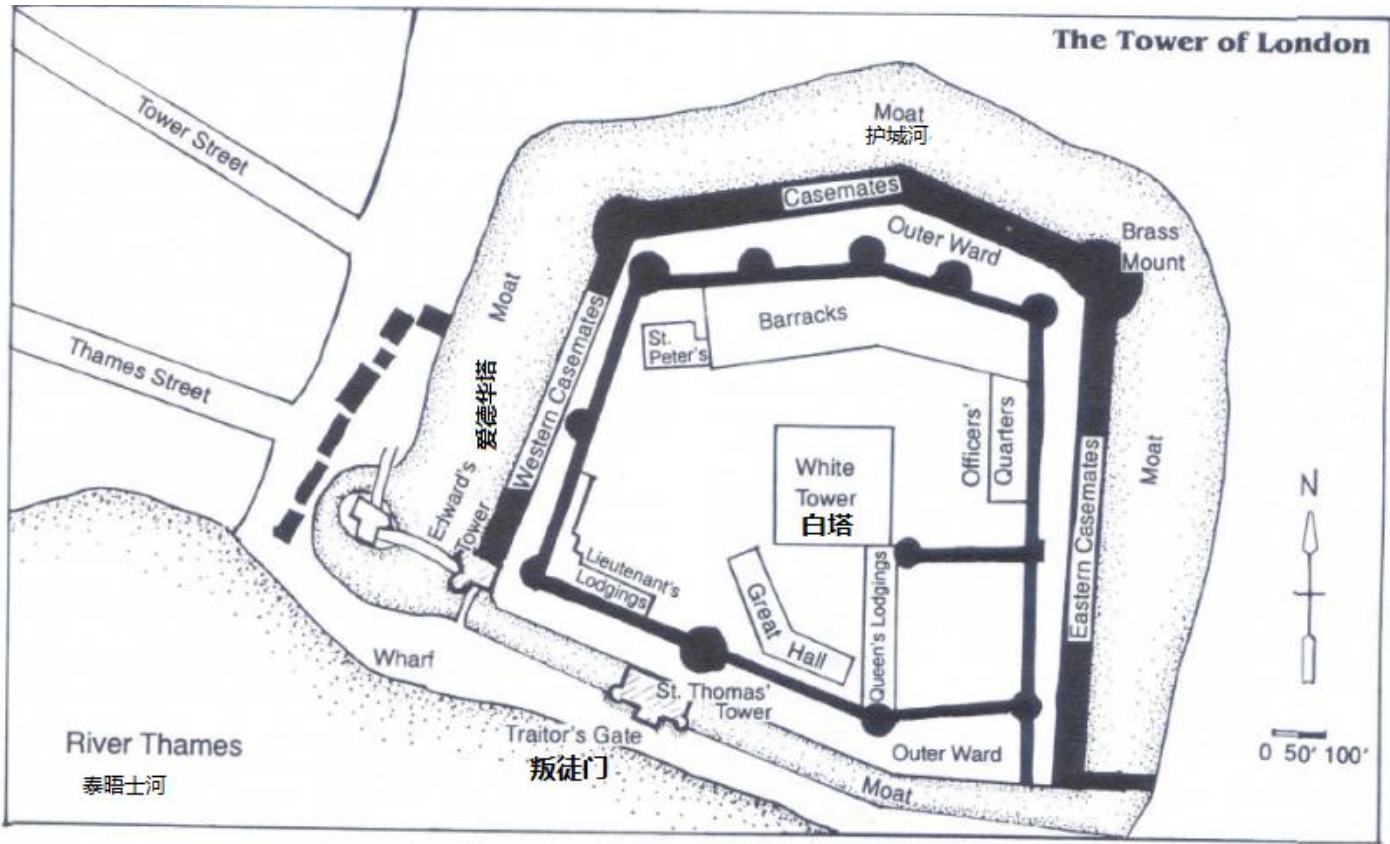 The Tower of London
Tower Street
Moat
护城河
Casemates
Outer Ward
Brass
Mount
Moat
Thames Street
Western Casemates
St.
Peter's
Barracks
爱德华塔
Edward's
Tower
White
Tower
白塔
Officers'
Quarters
Moat
Eastern Casemates
N
Lieutenant's
Lodgings
Great
Hall
Queen's Lodgings
Wharf
St. Thomas'
Tower
Traitor's Gate
叛徒门
River Thames
泰晤士河
Outer Ward
Moat
0 50' 100'